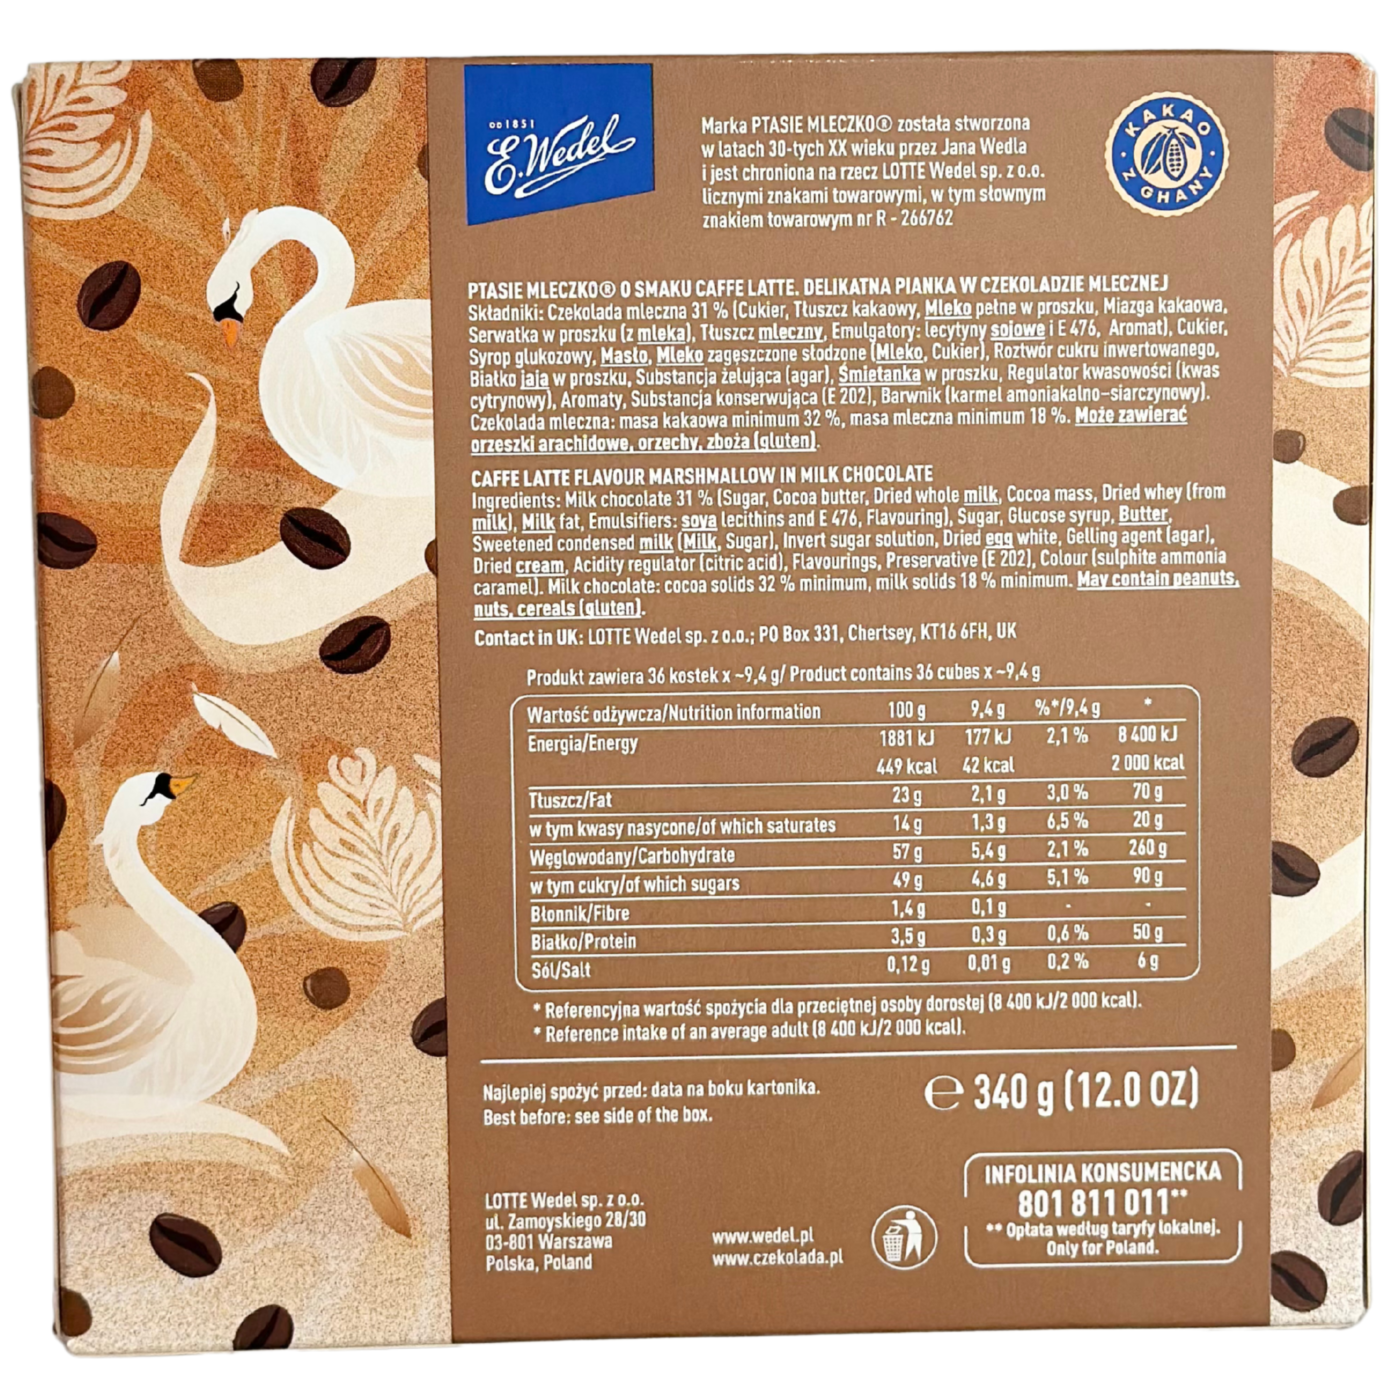 OD 1851
E.Wedel
Marka PTASIE MLECZKO® została stworzona
w latach 30-tych XX wieku przez Jana Wedla
i jest chroniona na rzecz LOTTE Wedel sp. z o.o.
licznymi znakami towarowymi, w tym słownym
znakiem towarowym nr R - 266762
KAKAO
Z GHANY
PTASIE MLECZKO® O SMAKU CAFFE LATTE. DELIKATNA PIANKA W CZEKOLADZIE MLECZNEJ
Składniki: Czekolada mleczna 31 % (Cukier, Tłuszcz kakaowy, Mleko pełne w proszku, Miazga kakaowa,
Serwatka w proszku (z mleka), Tłuszcz mleczny, Emulgatory: lecytyny sojowe i E 476, Aromat), Cukier,
Syrop glukozowy, Masło, Mleko zagęszczone słodzone (Mleko, Cukier), Roztwór cukru inwertowanego,
Białko jaja w proszku, Substancja żelująca (agar), Śmietanka w proszku, Regulator kwasowości (kwas
cytrynowy), Aromaty, Substancja konserwująca (E 202), Barwnik (karmel amoniakalno-siarczynowy).
Czekolada mleczna: masa kakaowa minimum 32 %, masa mleczna minimum 18 %. Może zawierać
orzeszki arachidowe, orzechy, zboża (gluten).
CAFFE LATTE FLAVOUR MARSHMALLOW IN MILK CHOCOLATE
Ingredients: Milk chocolate 31 % (Sugar, Cocoa butter, Dried whole milk, Cocoa mass, Dried whey (from
milk), Milk fat, Emulsifiers: soya lecithins and E 476, Flavouring), Sugar, Glucose syrup, Butter,
Sweetened condensed milk (Milk, Sugar), Invert sugar solution, Dried egg white, Gelling agent (agar),
Dried cream, Acidity regulator (citric acid), Flavourings, Preservative (E 202), Colour (sulphite ammonia
caramel). Milk chocolate: cocoa solids 32 % minimum, milk solids 18 % minimum. May contain peanuts,
nuts, cereals (gluten).
Contact in UK: LOTTE Wedel sp. z o.o.; PO Box 331, Chertsey, KT16 6FH, UK
Produkt zawiera 36 kostek x ~9,4 g/ Product contains 36 cubes x ~9,4 g
Wartość odżywcza/Nutrition information 100 g 9,4 g %*/9,4 g *
Energia/Energy 1881 kJ 177 kJ 2,1 % 8 400 kJ
449 kcal 42 kcal 2 000 kcal
Tłuszcz/Fat 23 g 2,1 g 3,0 % 70 g
w tym kwasy nasycone/of which saturates 14 g 1,3 g 6,5 % 20 g
Węglowodany/Carbohydrate 57 g 5,4 g 2,1 % 260 g
w tym cukry/of which sugars 49 g 4,6 g 5,1 % 90 g
Błonnik/Fibre 1,4 g 0,1 g - -
Białko/Protein 3,5 g 0,3 g 0,6 % 50 g
Sól/Salt 0,12 g 0,01 g 0,2 % 6 g
* Referencyjna wartość spożycia dla przeciętnej osoby dorosłej (8 400 kJ/2 000 kcal).
* Reference intake of an average adult (8 400 kJ/2 000 kcal).
Najlepiej spożyć przed: data na boku kartonika.
Best before: see side of the box.
℮ 340 g (12.0 OZ)
INFOLINIA KONSUMENCKA
801 811 011**
** Opłata według taryfy lokalnej.
Only for Poland.
LOTTE Wedel sp. z o.o.
ul. Zamoyskiego 28/30
03-801 Warszawa
Polska, Poland
www.wedel.pl
www.czekolada.pl